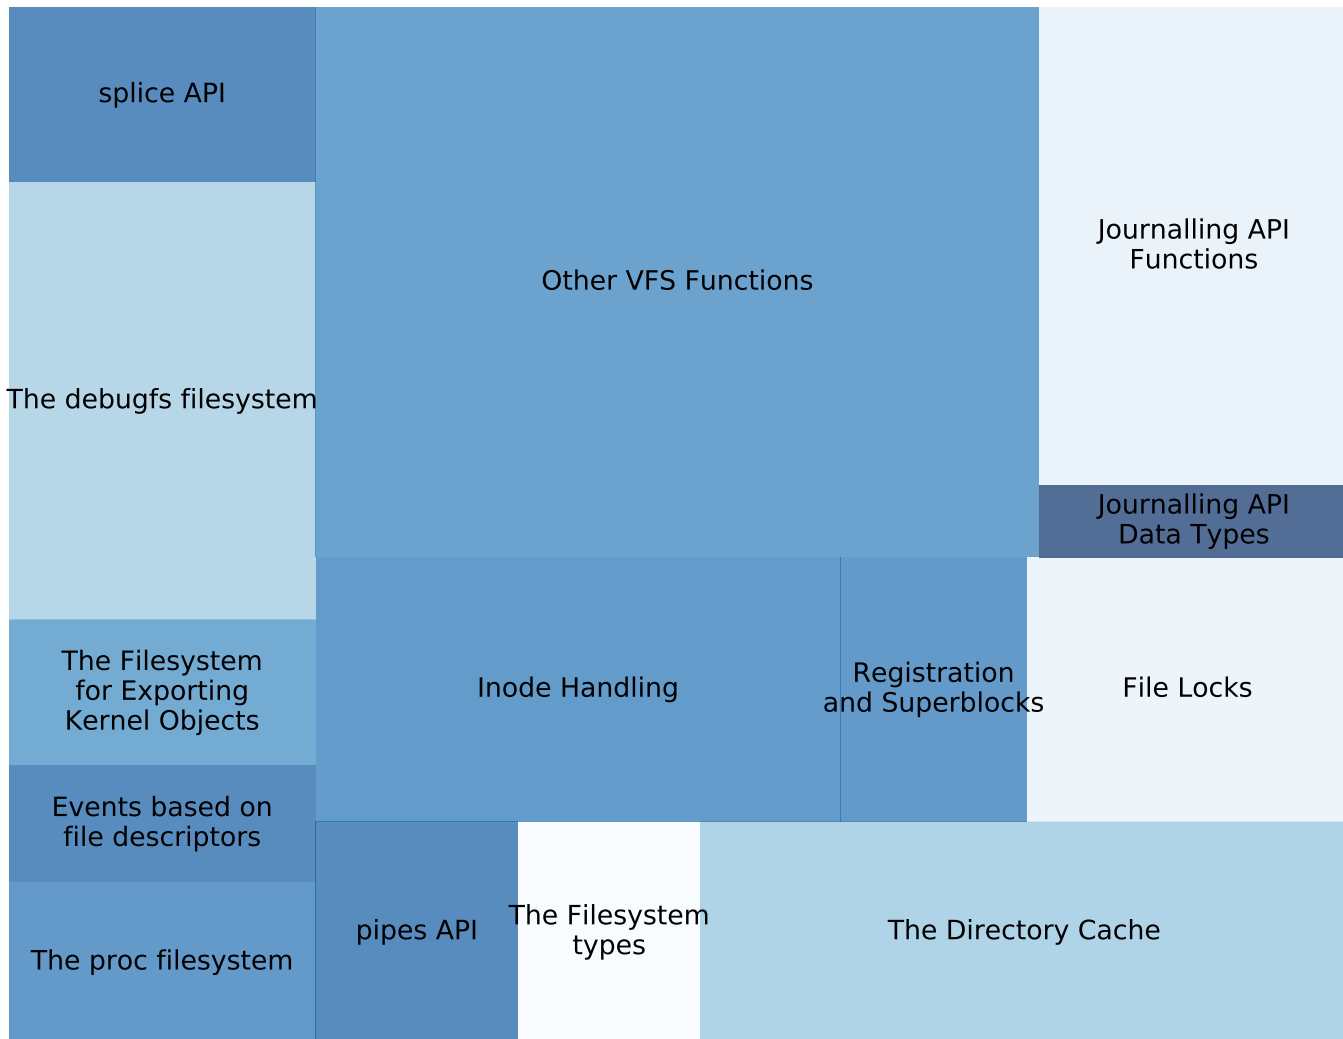 splice API
Other VFS Functions
Journalling API
Functions
The debugfs filesystem
Journalling API
Data Types
The Filesystem
for Exporting
Kernel Objects
Inode Handling
Registration
and Superblocks
File Locks
Events based on
file descriptors
The proc filesystem
pipes API
The Filesystem
types
The Directory Cache